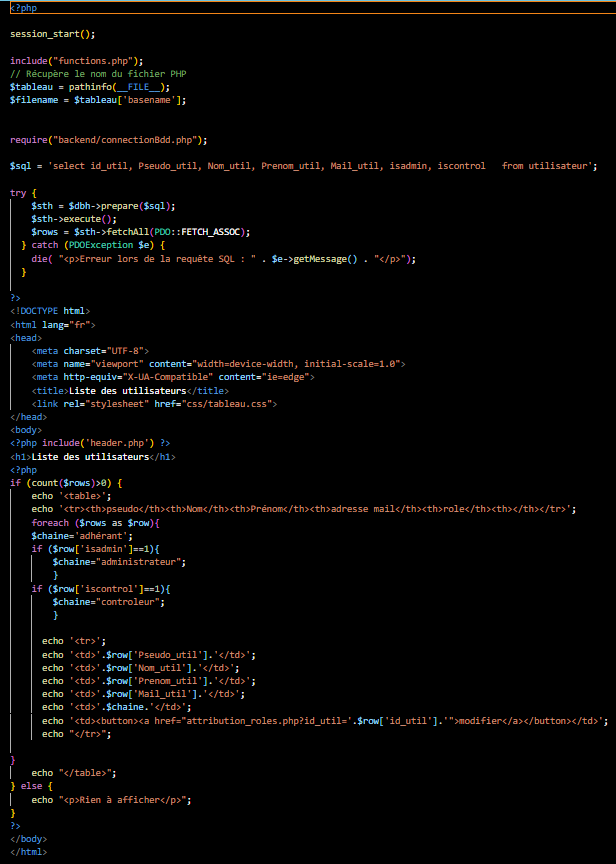 <?php
session_start();
include("functions.php");
// Récupère le nom du fichier PHP
$tableau = pathinfo(__FILE__);
$filename = $tableau['basename'];
require("backend/connectionBdd.php");
$sql = 'select id_util, Pseudo_util, Nom_util, Prenom_util, Mail_util, isadmin, iscontrol   from utilisateur';
try {
    $sth = $dbh->prepare($sql);
    $sth->execute();
    $rows = $sth->fetchAll(PDO::FETCH_ASSOC);
  } catch (PDOException $e) {
    die( "<p>Erreur lors de la requête SQL : " . $e->getMessage() . "</p>");
  }
?>
<!DOCTYPE html>
<html lang="fr">
<head>
    <meta charset="UTF-8">
    <meta name="viewport" content="width=device-width, initial-scale=1.0">
    <meta http-equiv="X-UA-Compatible" content="ie=edge">
    <title>Liste des utilisateurs</title>
    <link rel="stylesheet" href="css/tableau.css">
</head>
<body>
<?php include('header.php') ?>
<h1>Liste des utilisateurs</h1>
<?php
if (count($rows)>0) {
    echo '<table>';
    echo '<tr><th>pseudo</th><th>Nom</th><th>Prénom</th><th>adresse mail</th><th>role</th><th></th></tr>';
    foreach ($rows as $row){
    $chaine='adhérant';
    if ($row['isadmin']==1){
        $chaine="administrateur";
        }
    if ($row['iscontrol']==1){
        $chaine="controleur";
        }
      echo '<tr>';
      echo '<td>'.$row['Pseudo_util'].'</td>';
      echo '<td>'.$row['Nom_util'].'</td>';
      echo '<td>'.$row['Prenom_util'].'</td>';
      echo '<td>'.$row['Mail_util'].'</td>';
      echo '<td>'.$chaine.'</td>';
      echo '<td><button><a href="attribution_roles.php?id_util='.$row['id_util'].'">modifier</a></button></td>';
      echo "</tr>";
}
    echo "</table>";
} else {
    echo "<p>Rien à afficher</p>";
}
?>
</body>
</html>